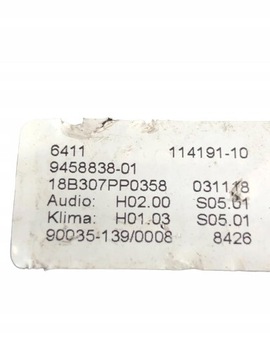 6411 114191-10
9458838-01
18B307PP0358 031118
Audio: H02.00 S05.01
Klima: H01.03 S05.01
90035-139/0008 8426